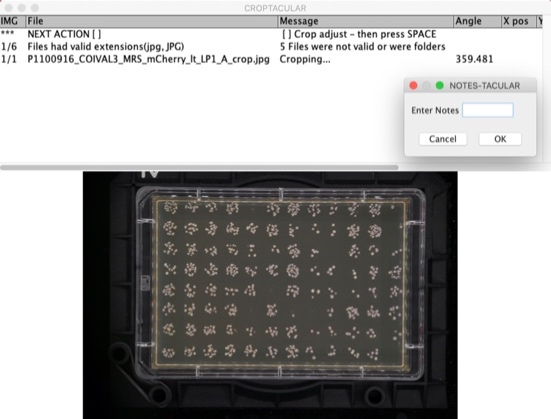 CROPTACULAR
IMG File Message Angle X pos Y
*** NEXT ACTION [ ] [ ] Crop adjust - then press SPACE
1/6 Files had valid extensions(jpg, JPG) 5 Files were not valid or were folders
1/1 P1100916_COIVAL3_MRS_mCherry_lt_LP1_A_crop.jpg Cropping... 359.481
NOTES-TACULAR
Enter Notes
Cancel OK